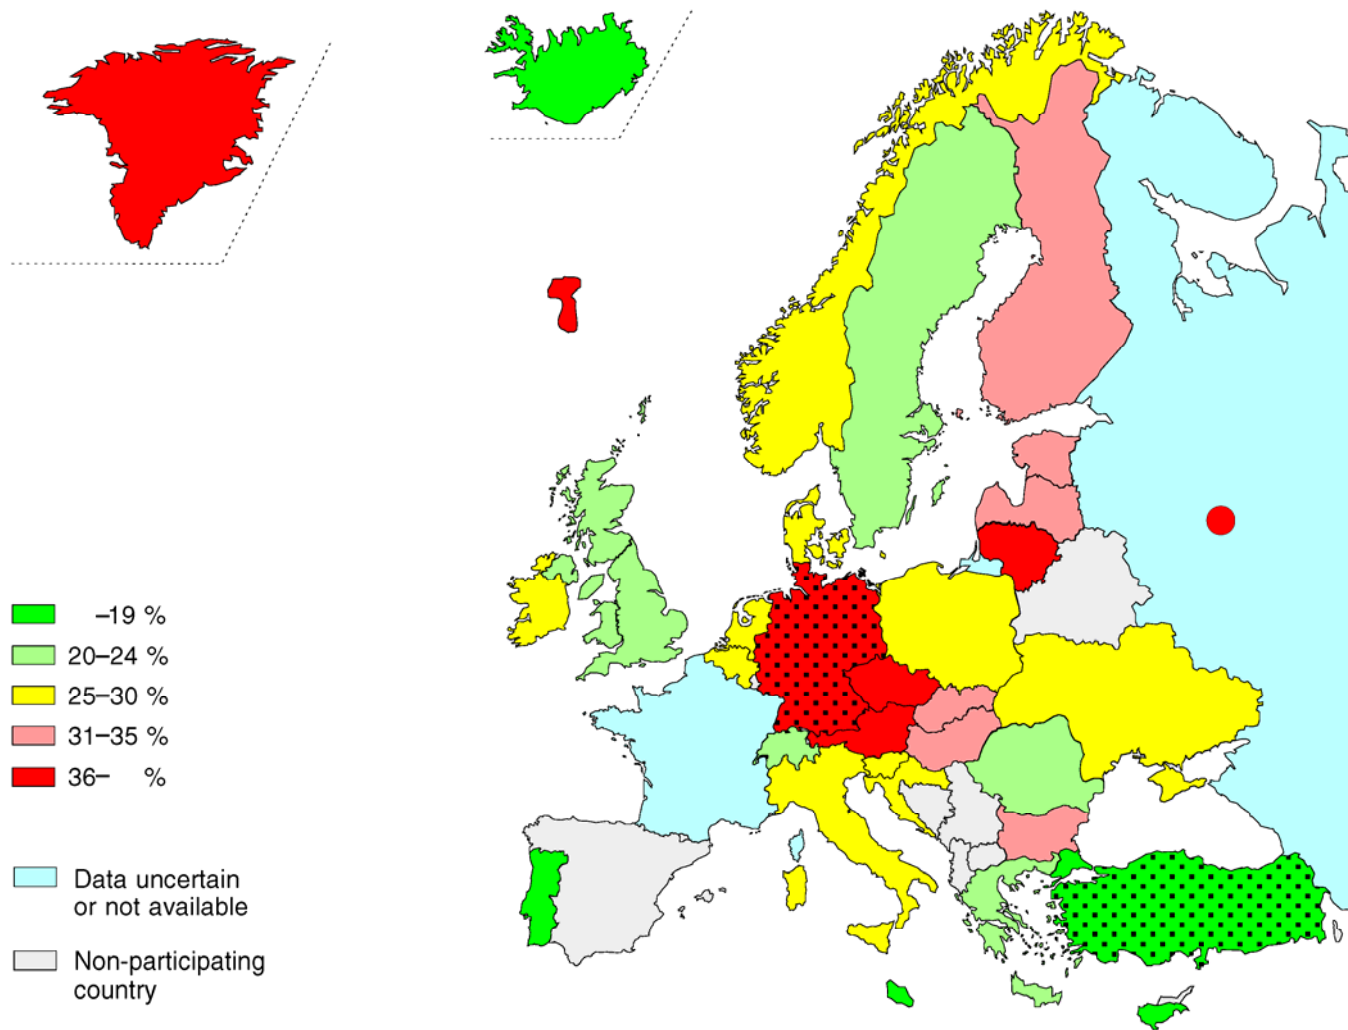 –19 %
20–24 %
25–30 %
31–35 %
36– %
Data uncertain
or not available
Non-participating
country